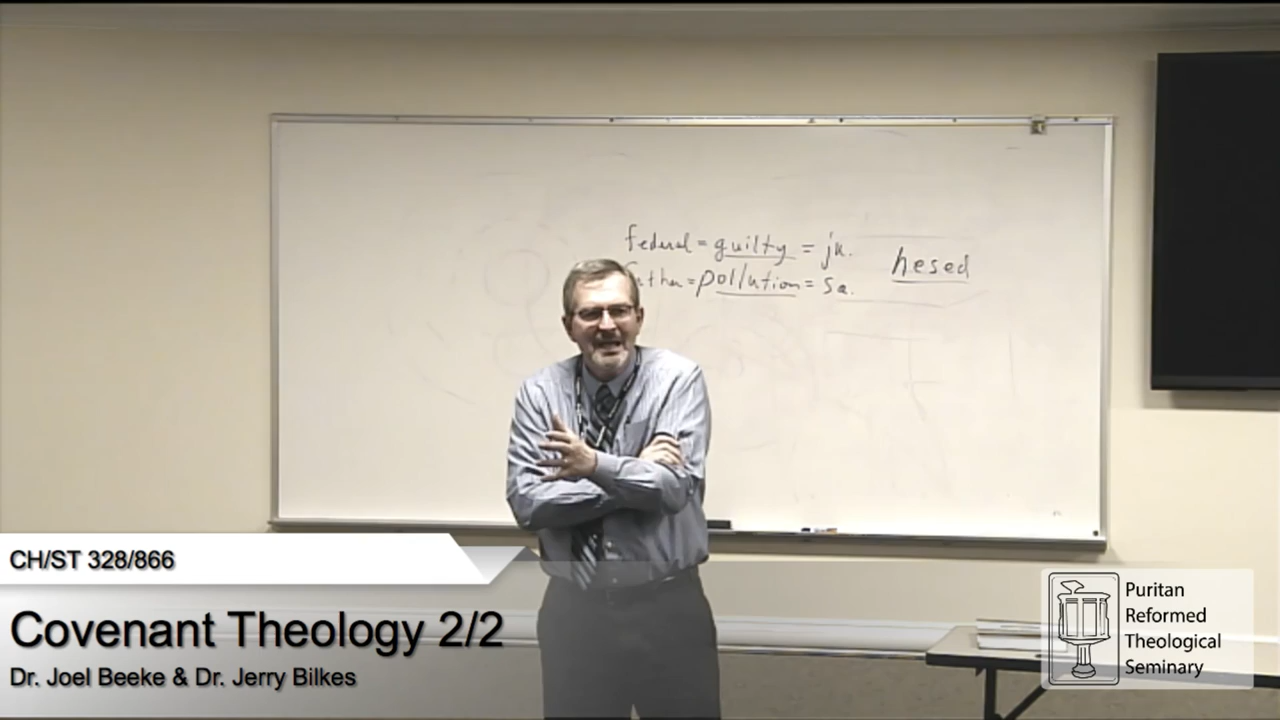 federal = guilty = ju.
hesed
= pollution = sa.
CH/ST 328/866
Covenant Theology 2/2
Dr. Joel Beeke & Dr. Jerry Bilkes
Puritan
Reformed
Theological
Seminary